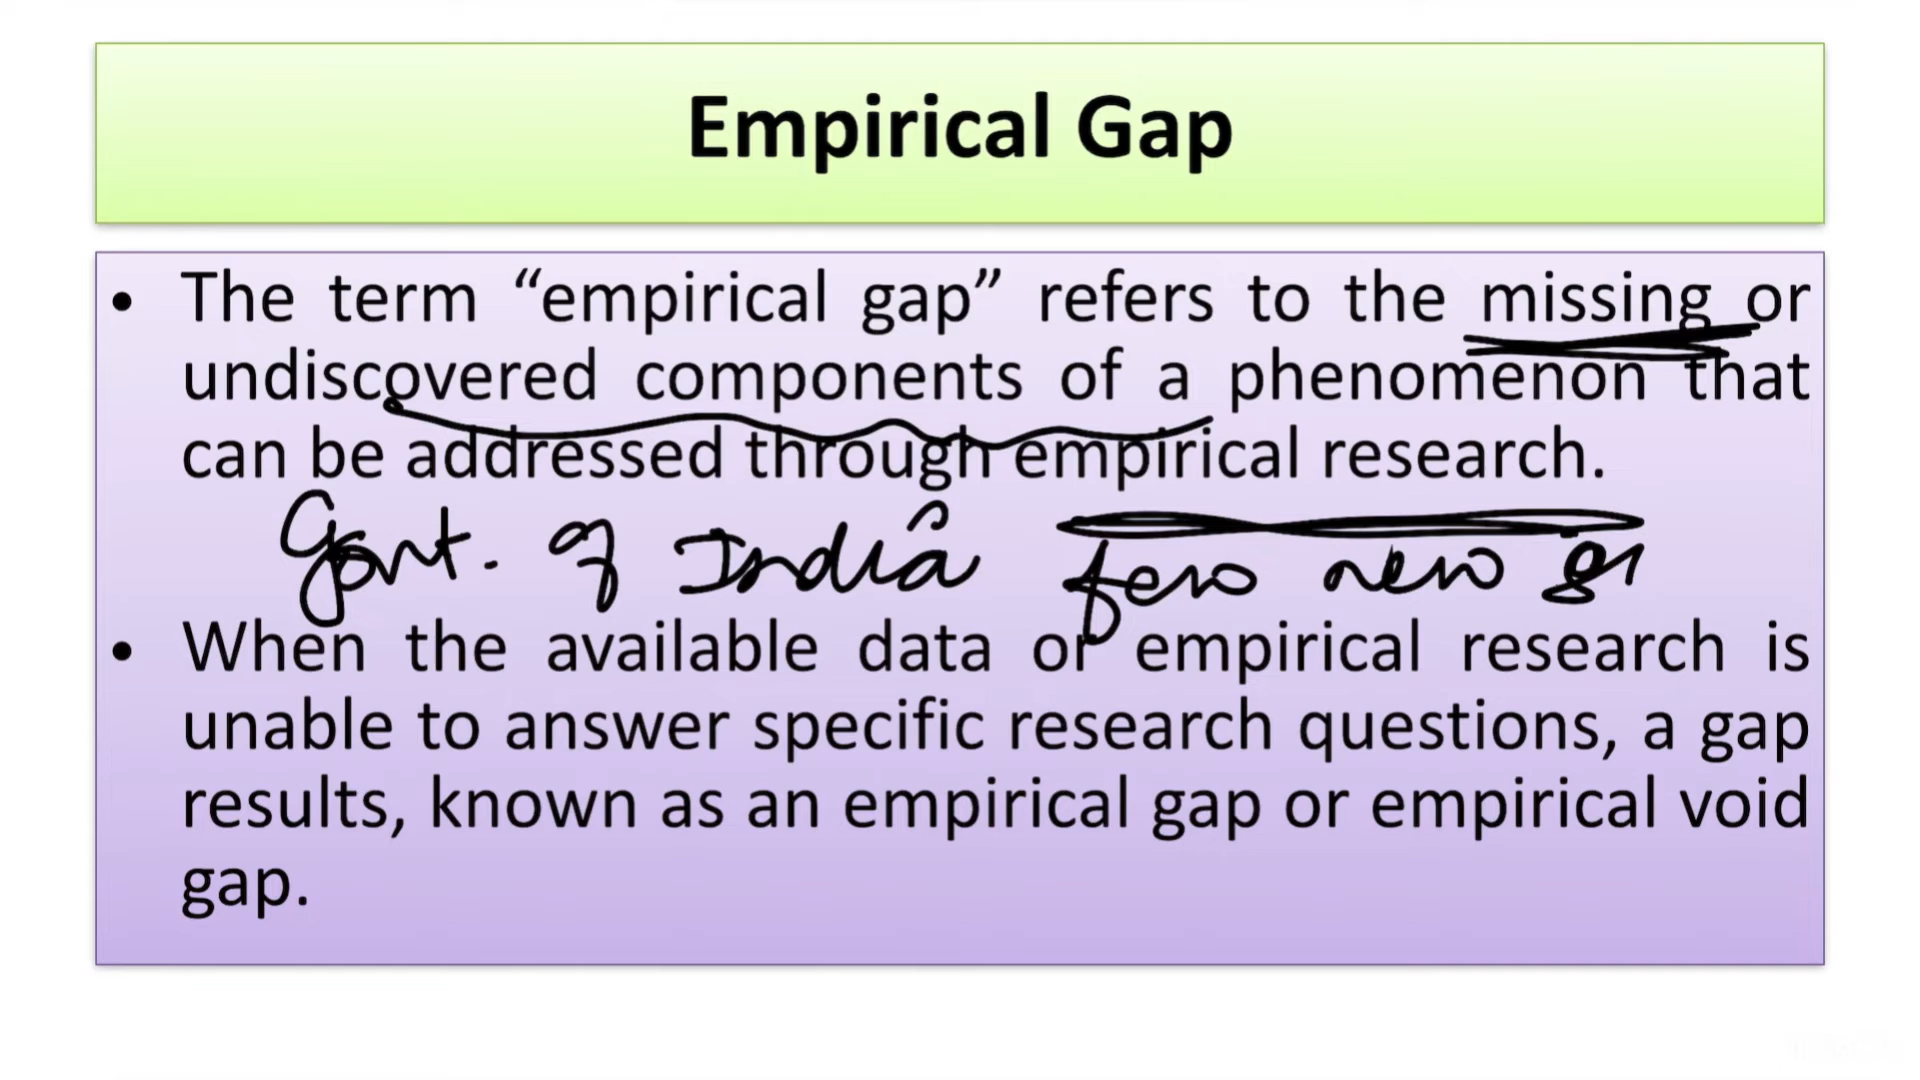 Empirical Gap
• The term “empirical gap” refers to the missing or
undiscovered components of a phenomenon that
can be addressed through empirical research.
Govt. of India few new
• When the available data or empirical research is
unable to answer specific research questions, a gap
results, known as an empirical gap or empirical void
gap.